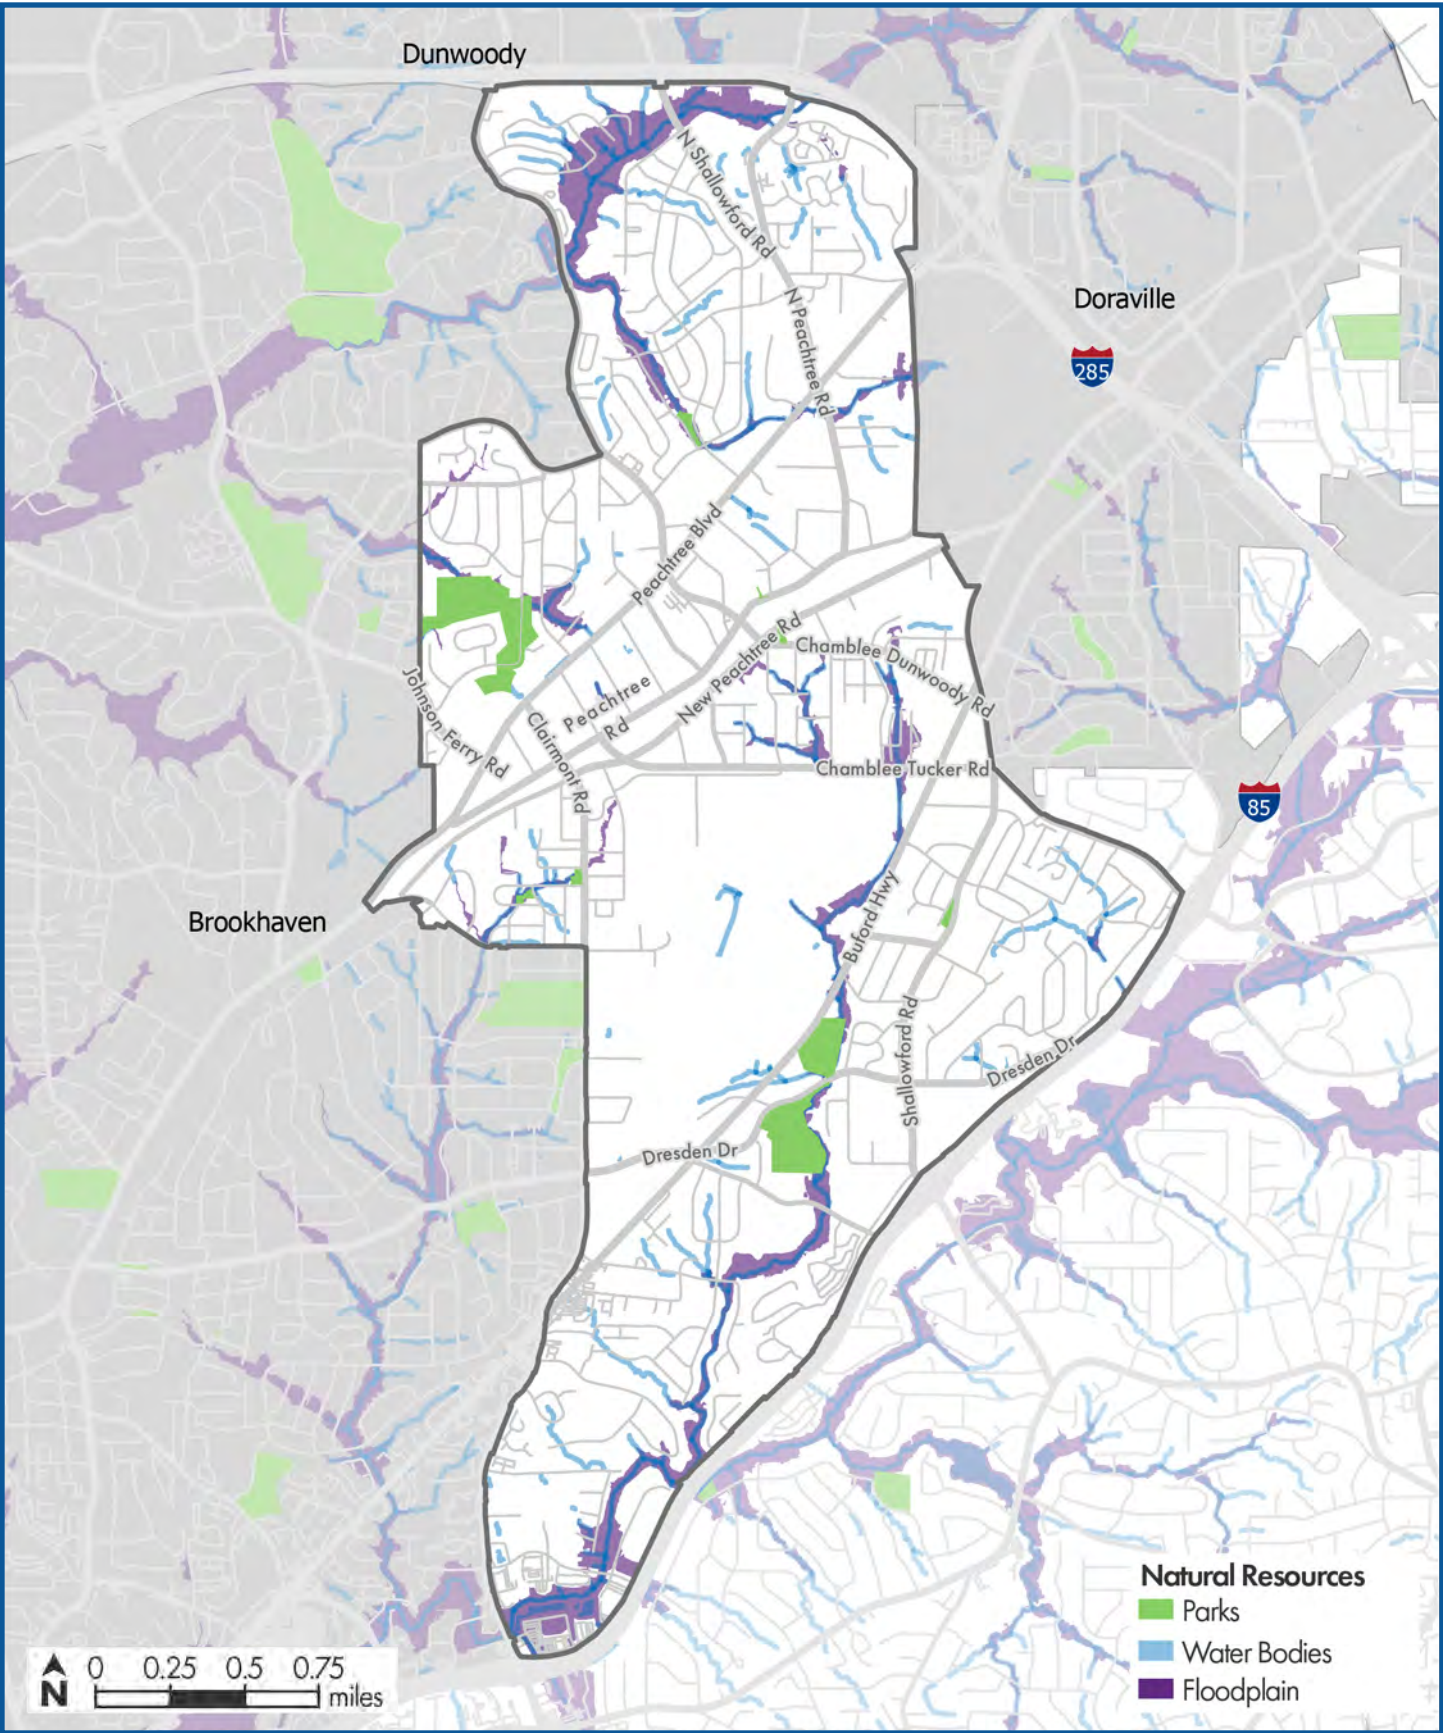 Dunwoody
N Shallowford Rd
Doraville
N Peachtree Rd
285
Peachtree Blvd
New Peachtree Rd
Chamblee Dunwoody Rd
Johnson Ferry Rd
Peachtree
Rd
Clairmont Rd
Chamblee Tucker Rd
85
Brookhaven
Buford Hwy
Shallowford Rd
Dresden Dr
Dresden Dr
Natural Resources
Parks
Water Bodies
Floodplain
N
0 0.25 0.5 0.75
miles